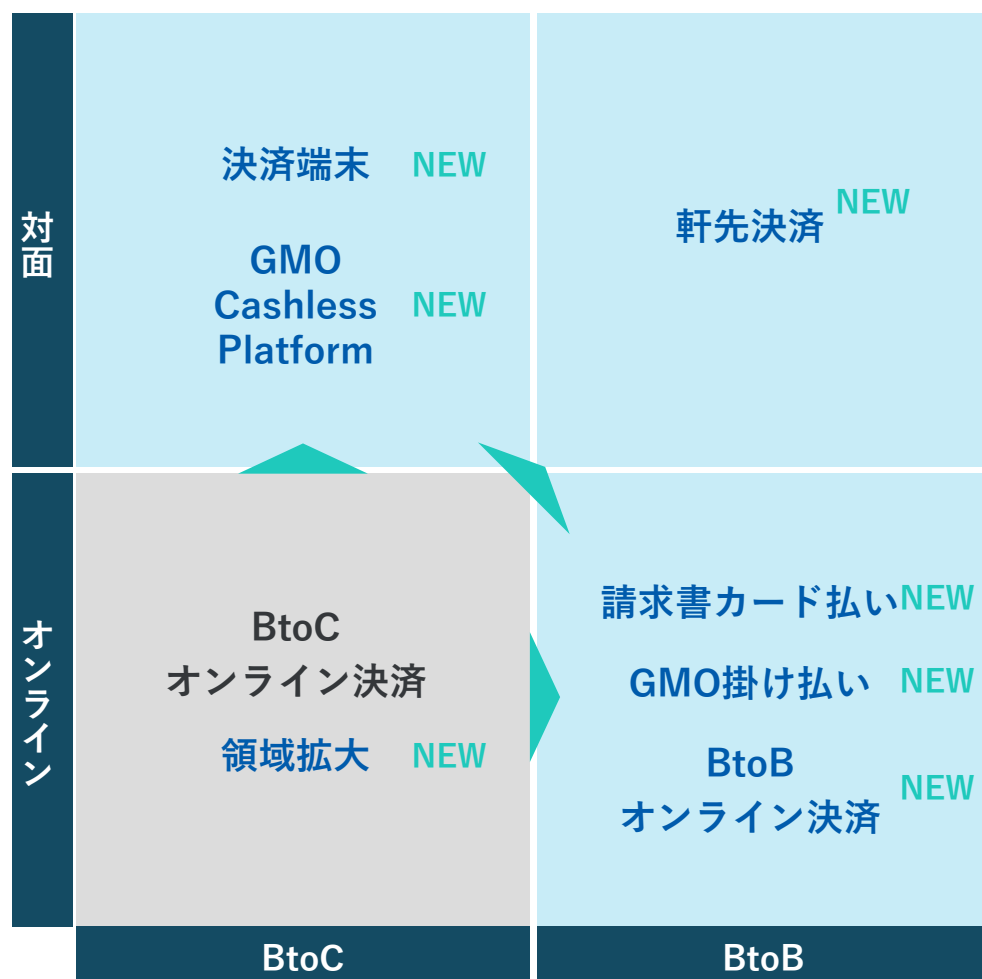 対面
決済端末 NEW
GMO
Cashless NEW
Platform
軒先決済 NEW
オンライン
BtoC
オンライン決済
領域拡大 NEW
請求書カード払い NEW
GMO掛け払い NEW
BtoB
オンライン決済 NEW
BtoC
BtoB